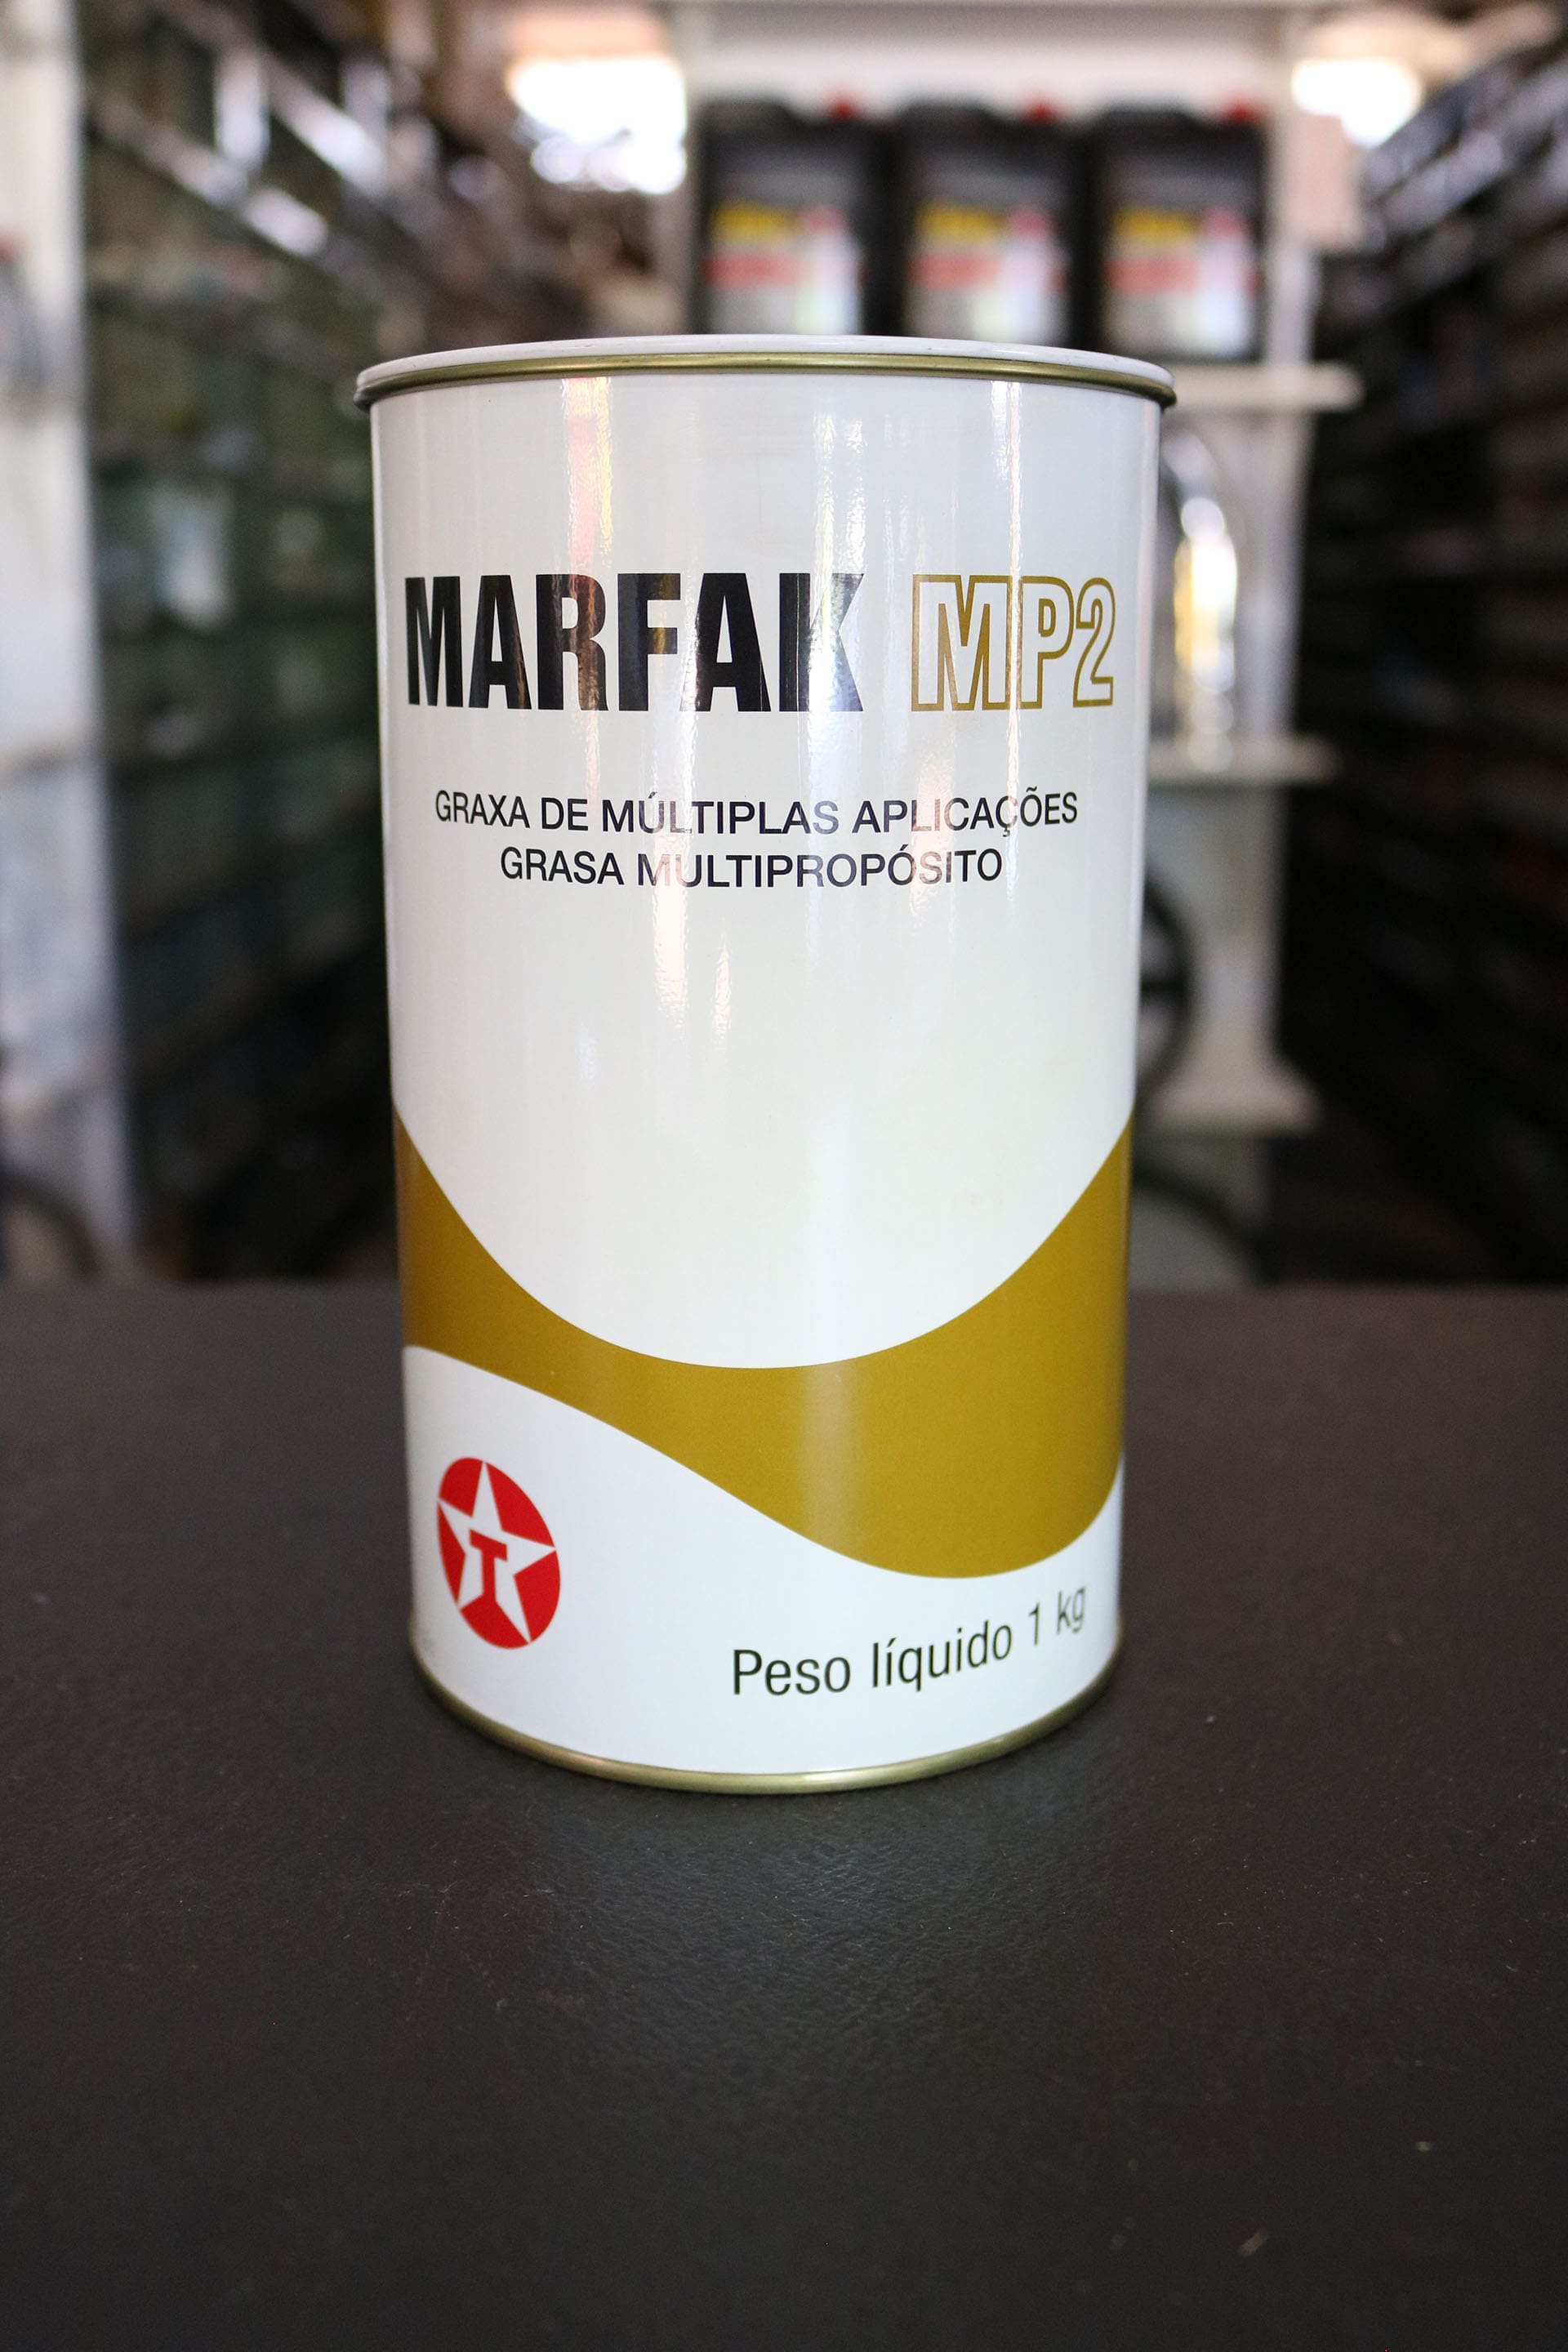 MARFAK MP2
GRAXA DE MÚLTIPLAS APLICAÇÕES
GRASA MULTIPROPÓSITO
T
Peso líquido 1 kg